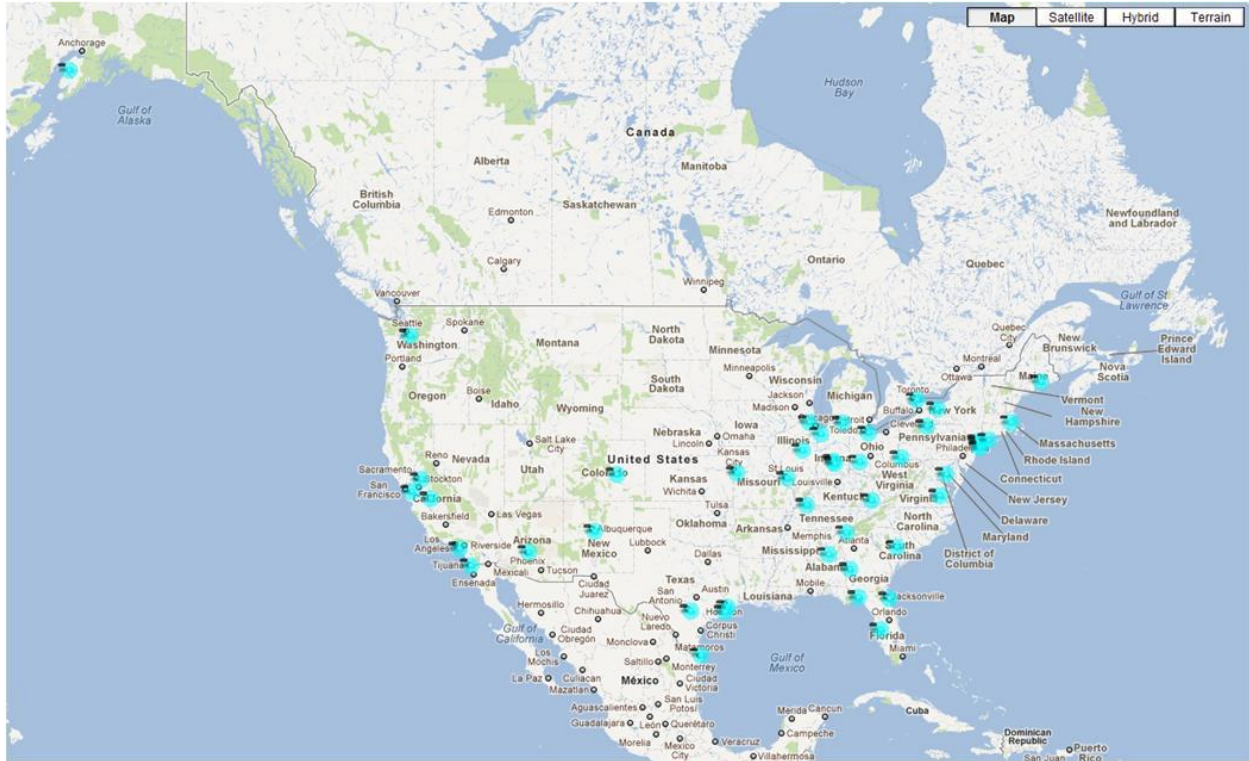 Map
Satellite
Hybrid
Terrain
Anchorage
Gulf of
Alaska
Hudson
Bay
Canada
Alberta
Manitoba
British
Columbia
Saskatchewan
Edmonton
Newfoundland
and Labrador
Ontario
Quebec
Calgary
Winnipeg
Vancouver
Gulf of St
Lawrence
Seattle
Spokane
Washington
Portland
Montana
North
Dakota
Minnesota
Quebec
City
New
Brunswick
Prince
Edward
Island
Montreal
Ottawa
Nova
Scotia
Maine
Oregon
Boise
Idaho
Wyoming
South
Dakota
Minneapolis
Wisconsin
Jackson
Madison
Michigan
Toronto
Buffalo
New York
Vermont
New
Hampshire
Massachusetts
Rhode Island
Connecticut
New Jersey
Delaware
Maryland
District of
Columbia
Salt Lake
City
Nebraska
Lincoln
Omaha
Iowa
Illinois
Toledo
Pennsylvania
Ohio
Columbus
Reno
Nevada
Sacramento
Stockton
San
Francisco
California
Utah
Colorado
United States
Kansas
City
Kansas
Wichita
Missouri
St Louis
Louisville
West
Virginia
Virginia
Bakersfield
Las Vegas
Tulsa
Oklahoma
Arkansas
Tennessee
Memphis
North
Carolina
Los
Angeles
Riverside
Arizona
Phoenix
Albuquerque
New
Mexico
Lubbock
Dallas
Mississippi
Atlanta
South
Carolina
Tijuana
Mexicali
Ensenada
Tucson
Ciudad
Juarez
Texas
Austin
San
Antonio
Louisiana
Mobile
Alabama
Georgia
Jacksonville
Orlando
Florida
Miami
Hermosillo
Chihuahua
Nuevo
Laredo
Corpus
Christi
Gulf of
California
Ciudad
Obregón
Monclova
Matamoros
Gulf of
Mexico
Los
Mochis
Saltillo
Monterrey
La Paz
Culiacan
México
Ciudad
Victoria
Mazatlan
San Luis
Potosí
Aguascalientes
Guadalajara
León
Querétaro
Morelia
Mexico
City
Veracruz
Merida
Cancun
Campeche
Villahermosa
Cuba
Dominican
Republic
Puerto
Rico
San Juan